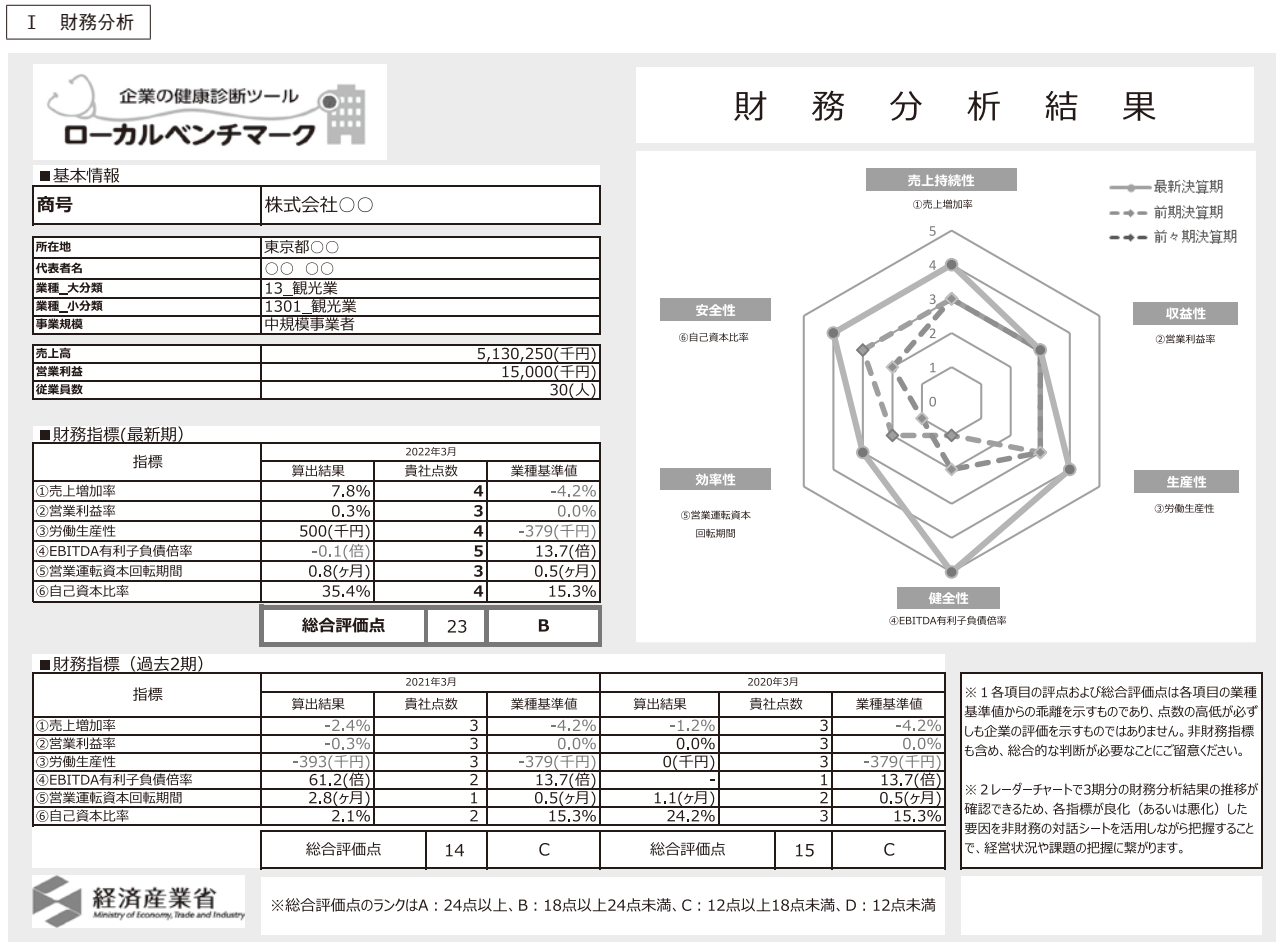 Ⅰ 財務分析
企業の健康診断ツール
ローカルベンチマーク
財務分析結果
■基本情報
商号 株式会社○○
所在地 東京都○○
代表者名 ○○ ○○
業種_大分類 13_観光業
業種_小分類 1301_観光業
事業規模 中規模事業者
売上高 5,130,250(千円)
営業利益 15,000(千円)
従業員数 30(人)
■財務指標(最新期)
指標 2022年3月
算出結果 貴社点数 業種基準値
①売上増加率 7.8% 4 -4.2%
②営業利益率 0.3% 3 0.0%
③労働生産性 500(千円) 4 -379(千円)
④EBITDA有利子負債倍率 -0.1(倍) 5 13.7(倍)
⑤営業運転資本回転期間 0.8(ヶ月) 3 0.5(ヶ月)
⑥自己資本比率 35.4% 4 15.3%
総合評価点 23 B
売上持続性
①売上増加率
最新決算期
前期決算期
前々期決算期
5
4
3
2
1
0
安全性
⑥自己資本比率
収益性
②営業利益率
効率性
⑤営業運転資本
回転期間
生産性
③労働生産性
健全性
④EBITDA有利子負債倍率
■財務指標（過去2期）
指標 2021年3月 2020年3月
算出結果 貴社点数 業種基準値 算出結果 貴社点数 業種基準値
①売上増加率 -2.4% 3 -4.2% -1.2% 3 -4.2%
②営業利益率 -0.3% 3 0.0% 0.0% 3 0.0%
③労働生産性 -393(千円) 3 -379(千円) 0(千円) 3 -379(千円)
④EBITDA有利子負債倍率 61.2(倍) 2 13.7(倍) - 1 13.7(倍)
⑤営業運転資本回転期間 2.8(ヶ月) 1 0.5(ヶ月) 1.1(ヶ月) 2 0.5(ヶ月)
⑥自己資本比率 2.1% 2 15.3% 24.2% 3 15.3%
総合評価点 14 C 総合評価点 15 C
※１各項目の評点および総合評価点は各項目の業種
基準値からの乖離を示すものであり、点数の高低が必ず
しも企業の評価を示すものではありません。非財務指標
も含め、総合的な判断が必要なことにご留意ください。
※２レーダーチャートで3期分の財務分析結果の推移が
確認できるため、各指標が良化（あるいは悪化）した
要因を非財務の対話シートを活用しながら把握すること
で、経営状況や課題の把握に繋がります。
経済産業省
Ministry of Economy, Trade and Industry
※総合評価点のランクはA：24点以上、B：18点以上24点未満、C：12点以上18点未満、D：12点未満